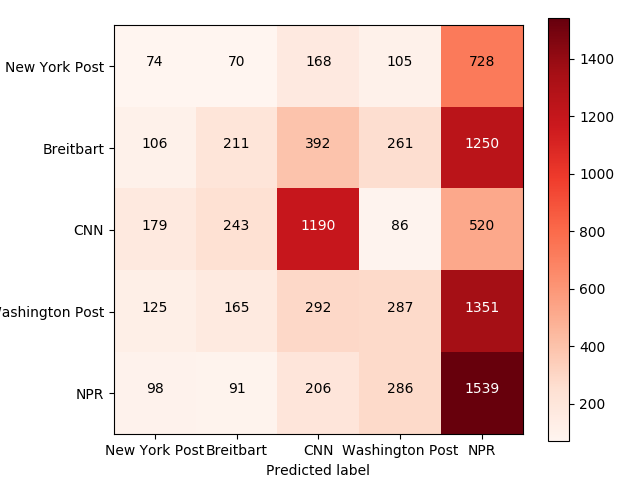 New York Post 74 70 168 105 728
Breitbart 106 211 392 261 1250
CNN 179 243 1190 86 520
ashington Post 125 165 292 287 1351
NPR 98 91 206 286 1539
New York Post Breitbart CNN Washington Post NPR
Predicted label
1400
1200
1000
800
600
400
200